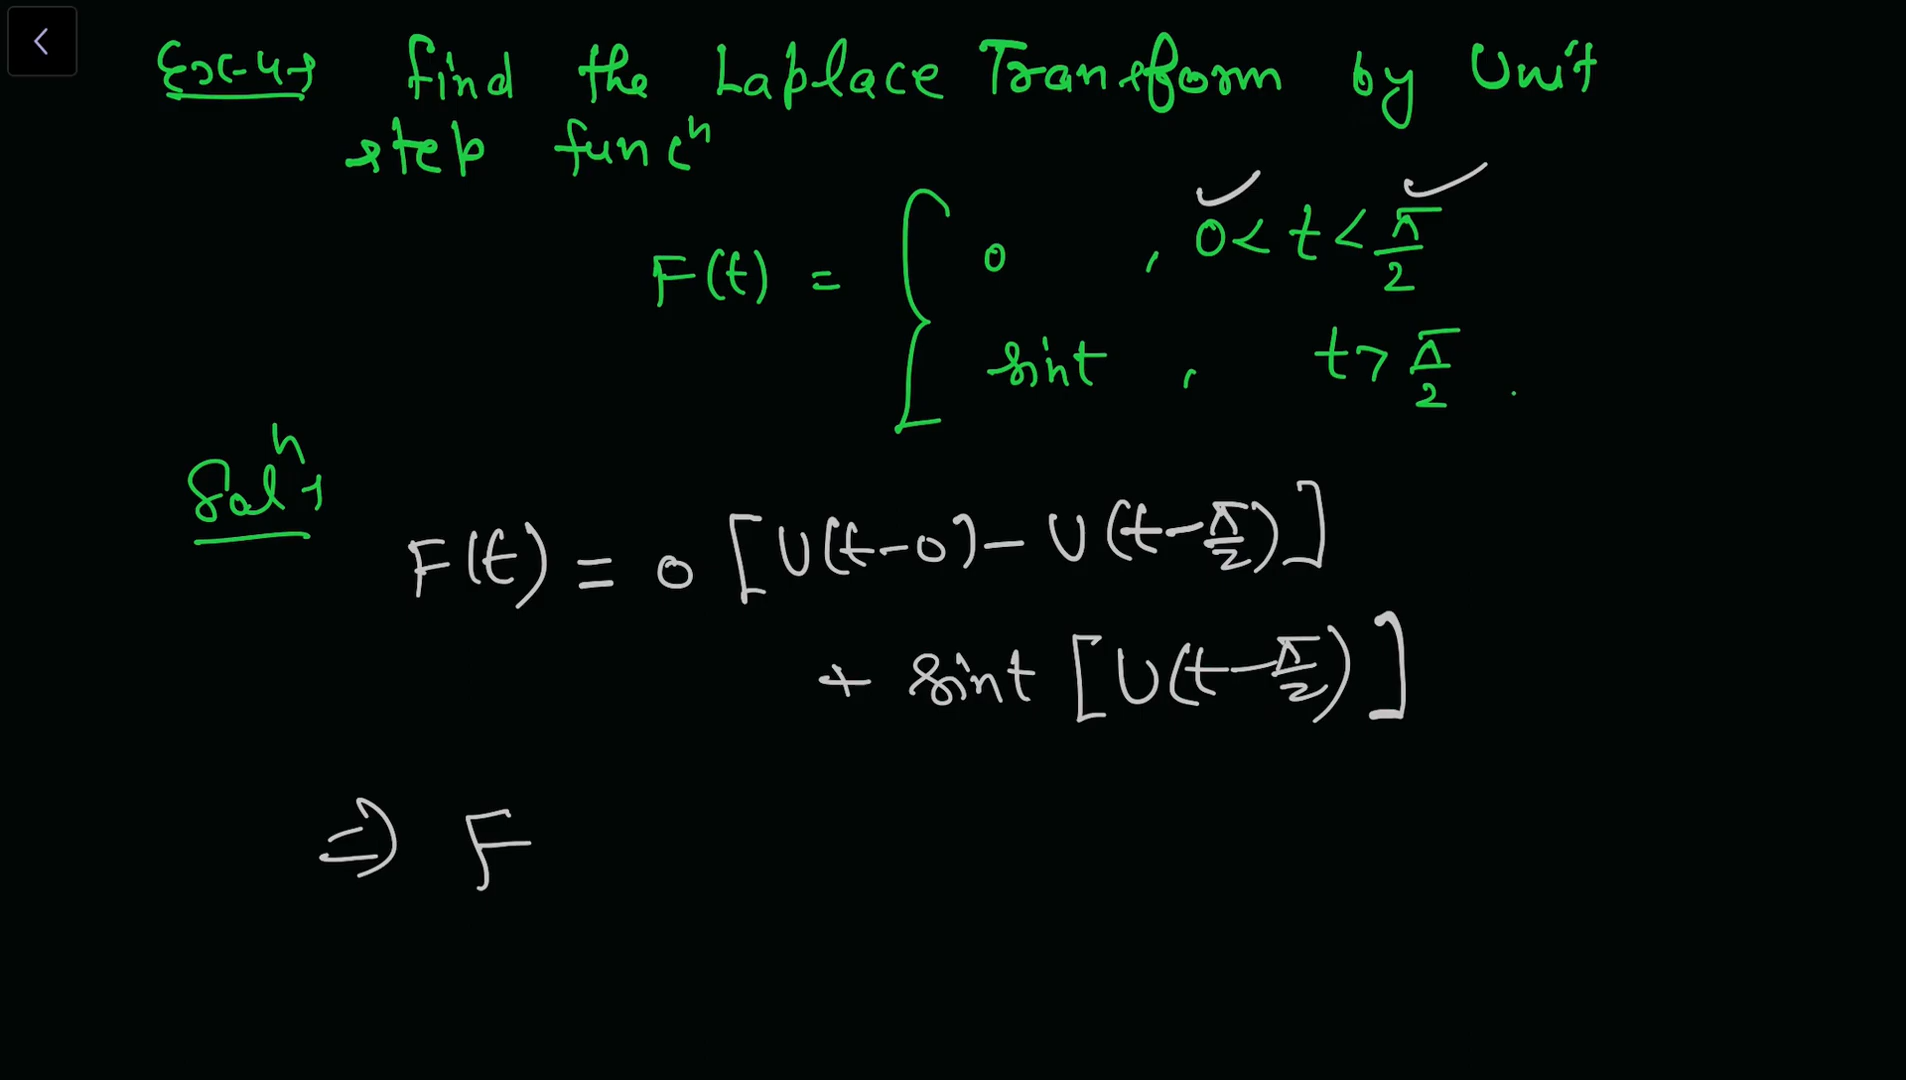 Ex-4→ find the Laplace Transform by Unit
step funcⁿ
F(t) = { 0 , 0 < t < π/2
sint , t > π/2 .
Solⁿ→
F(t) = 0 [U(t-0) - U(t-π/2)]
+ sint [U(t-π/2)]
⇒ F